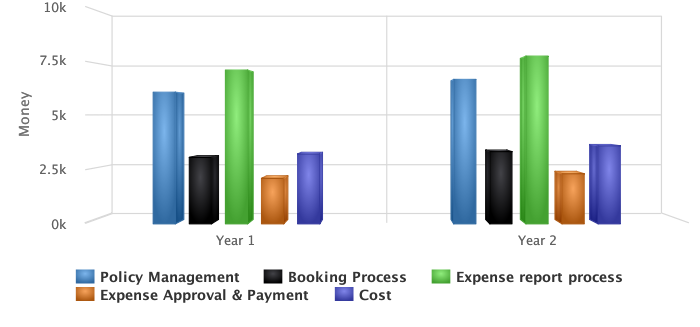 10k
7.5k
5k
2.5k
0k
Money
Year 1 Year 2
Policy Management Booking Process Expense report process
Expense Approval & Payment Cost